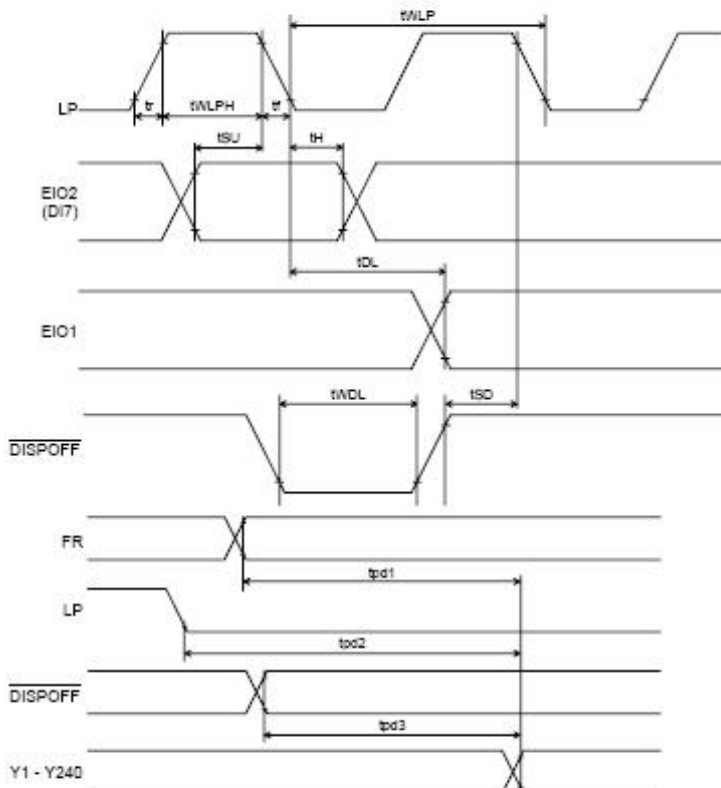 tWLP
LP
tr
tWLPH
tf
tSU
tH
EIO2
(DI7)
tDL
EIO1
tWDL
tSD
DISPOFF
FR
tpd1
LP
tpd2
DISPOFF
tpd3
Y1 - Y240